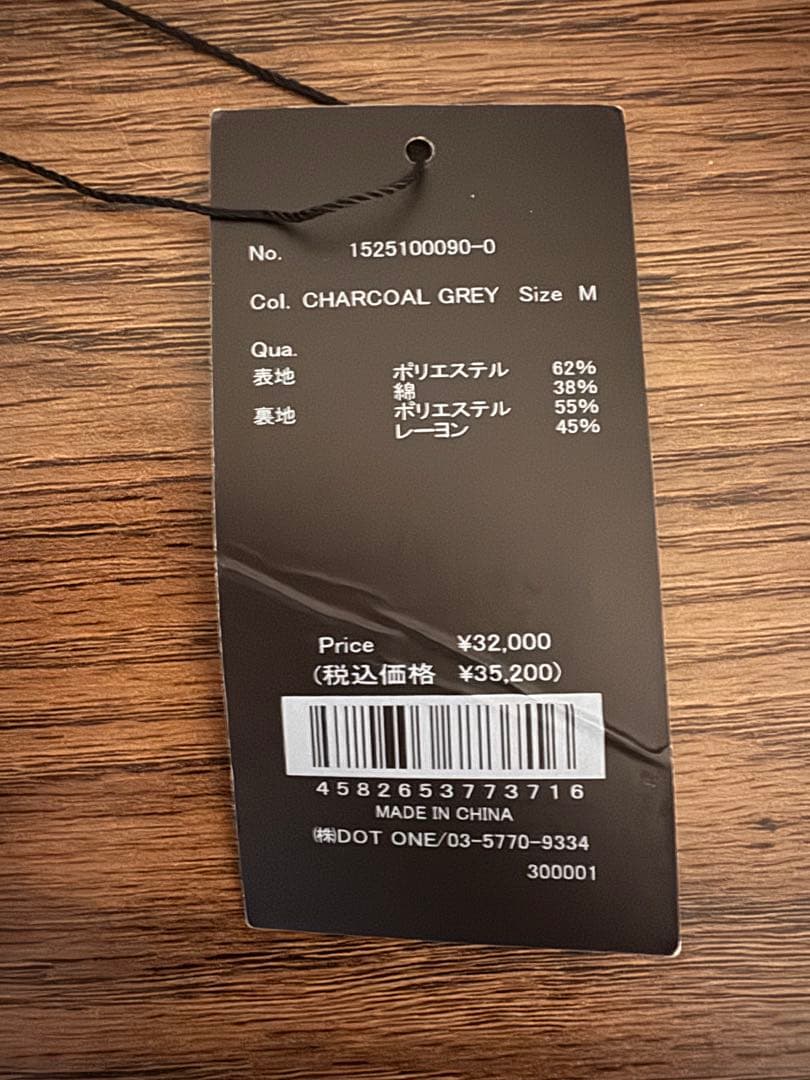 No. 1525100090-0
Col. CHARCOAL GREY Size M
Qua.
表地 ポリエステル 62%
綿 38%
裏地 ポリエステル 55%
レーヨン 45%
Price ¥32,000
(税込価格 ¥35,200)
4582653773716
MADE IN CHINA
㈱DOT ONE/03-5770-9334
300001